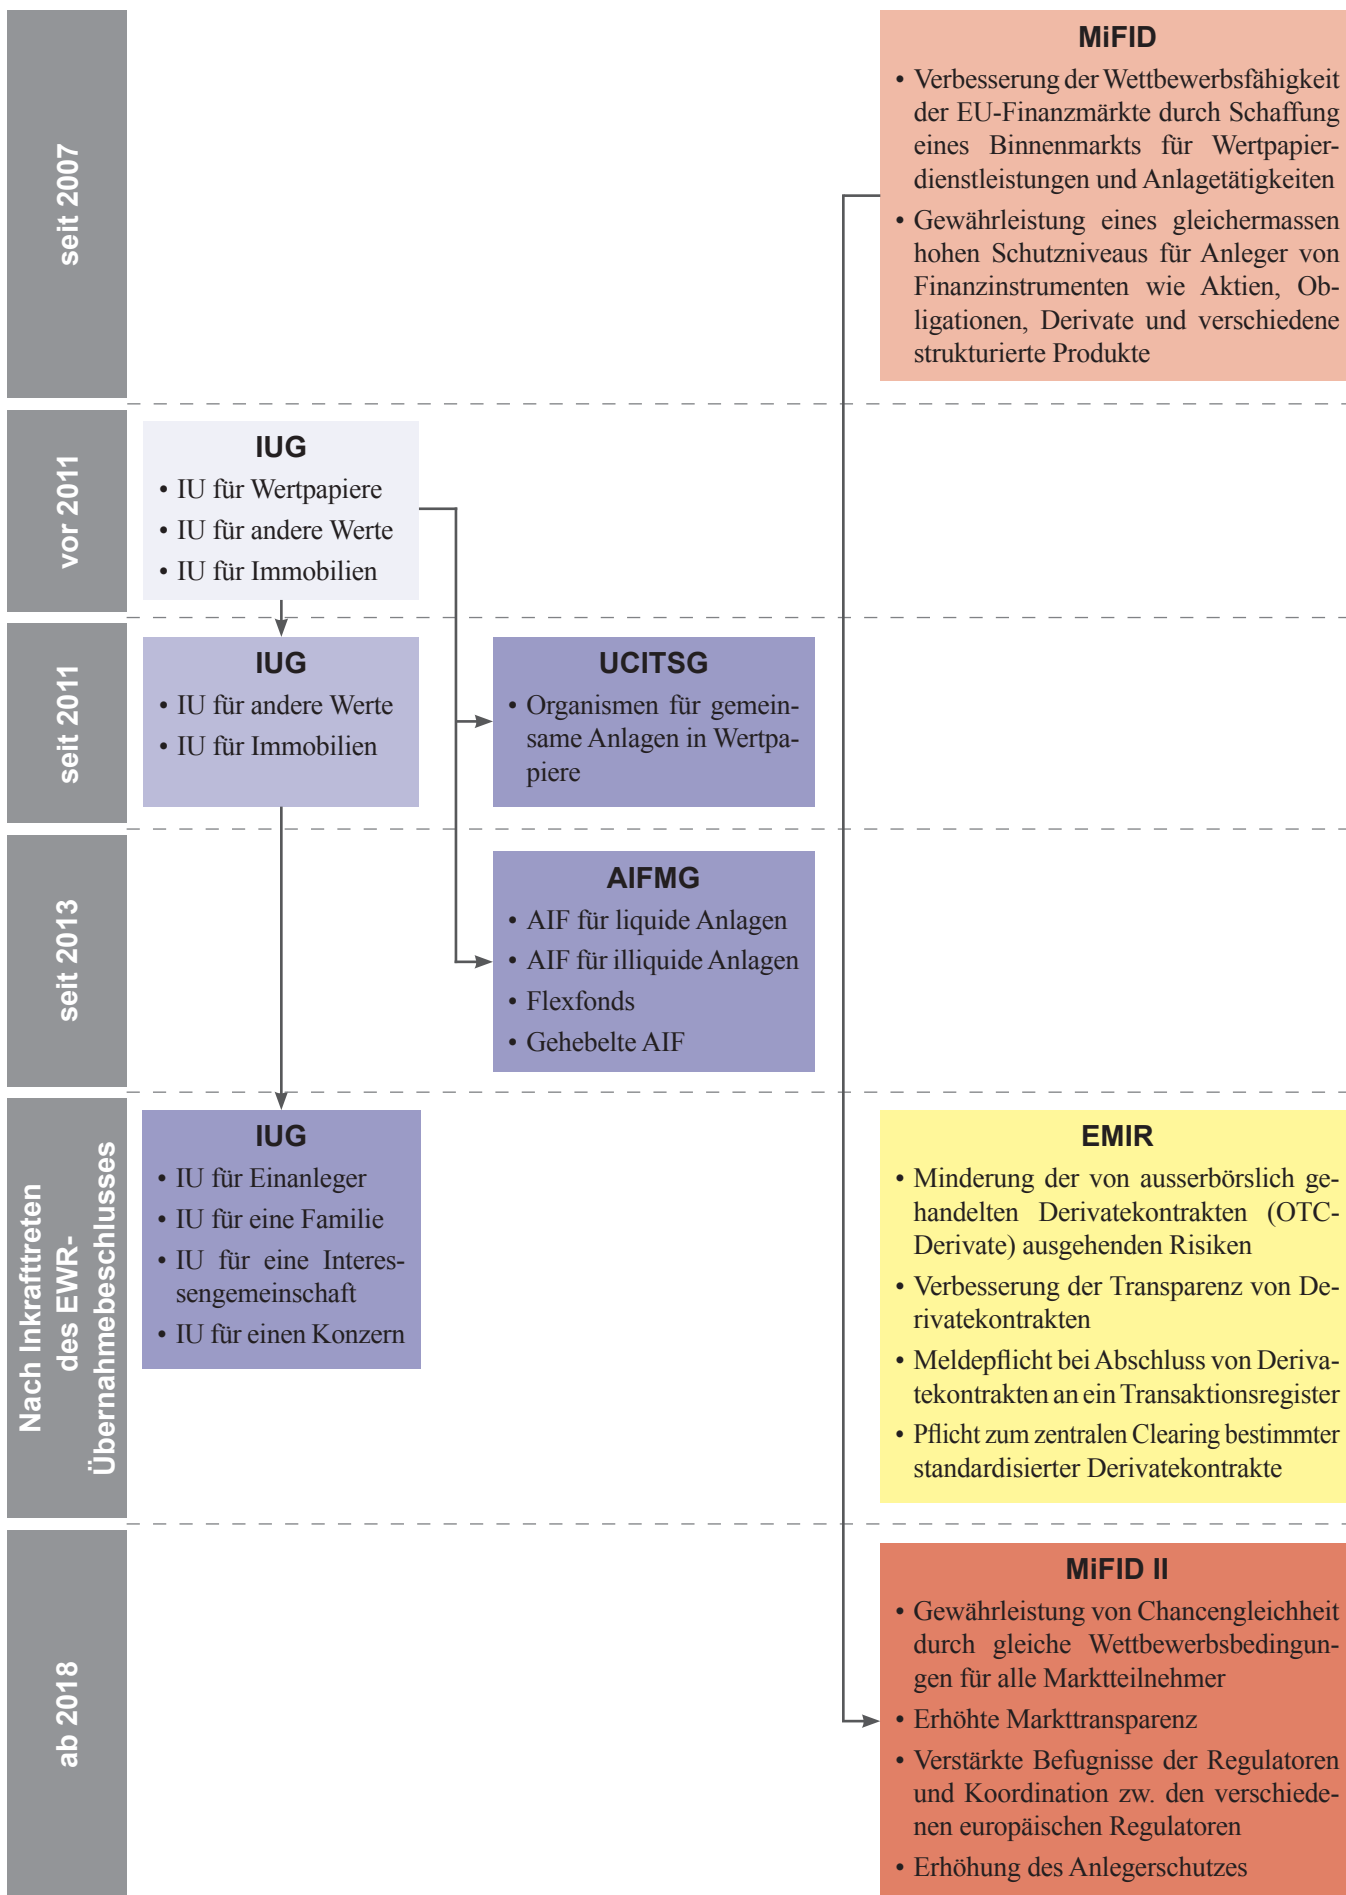 seit 2007
MiFID
• Verbesserung der Wettbewerbsfähigkeit
der EU-Finanzmärkte durch Schaffung
eines Binnenmarkts für Wertpapier-
dienstleistungen und Anlagetätigkeiten
• Gewährleistung eines gleichermassen
hohen Schutzniveaus für Anleger von
Finanzinstrumenten wie Aktien, Ob-
ligationen, Derivate und verschiedene
strukturierte Produkte
vor 2011
IUG
• IU für Wertpapiere
• IU für andere Werte
• IU für Immobilien
seit 2011
IUG
• IU für andere Werte
• IU für Immobilien
UCITSG
• Organismen für gemein-
same Anlagen in Wertpa-
piere
seit 2013
AIFMG
• AIF für liquide Anlagen
• AIF für illiquide Anlagen
• Flexfonds
• Gehebelte AIF
Nach Inkrafttreten
des EWR-
Übernahmebeschlusses
IUG
• IU für Einanleger
• IU für eine Familie
• IU für eine Interes-
sengemeinschaft
• IU für einen Konzern
EMIR
• Minderung der von ausserbörslich ge-
handelten Derivatekontrakten (OTC-
Derivate) ausgehenden Risiken
• Verbesserung der Transparenz von De-
rivatekontrakten
• Meldepflicht bei Abschluss von Deriva-
tekontrakten an ein Transaktionsregister
• Pflicht zum zentralen Clearing bestimmter
standardisierter Derivatekontrakte
ab 2018
MiFID II
• Gewährleistung von Chancengleichheit
durch gleiche Wettbewerbsbedingun-
gen für alle Marktteilnehmer
• Erhöhte Markttransparenz
• Verstärkte Befugnisse der Regulatoren
und Koordination zw. den verschiede-
nen europäischen Regulatoren
• Erhöhung des Anlegerschutzes